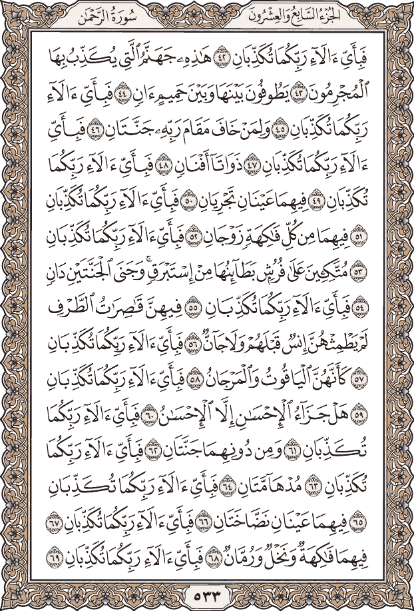 الجزء السابع والعشرون سورة الرحمن
فَبِأَيِّ ءَالَآءِ رَبِّكُمَا تُكَذِّبَانِ ٤٢ هَٰذِهِۦ جَهَنَّمُ ٱلَّتِي يُكَذِّبُ بِهَا
ٱلْمُجْرِمُونَ ٤٣ يَطُوفُونَ بَيْنَهَا وَبَيْنَ حَمِيمٍ ءَانٍ ٤٤ فَبِأَيِّ ءَالَآءِ
رَبِّكُمَا تُكَذِّبَانِ ٤٥ وَلِمَنْ خَافَ مَقَامَ رَبِّهِۦ جَنَّتَانِ ٤٦ فَبِأَيِّ
ءَالَآءِ رَبِّكُمَا تُكَذِّبَانِ ٤٧ ذَوَاتَآ أَفْنَانٍ ٤٨ فَبِأَيِّ ءَالَآءِ رَبِّكُمَا
تُكَذِّبَانِ ٤٩ فِيهِمَا عَيْنَانِ تَجْرِيَانِ ٥٠ فَبِأَيِّ ءَالَآءِ رَبِّكُمَا تُكَذِّبَانِ
٥١ فِيهِمَا مِن كُلِّ فَٰكِهَةٍ زَوْجَانِ ٥٢ فَبِأَيِّ ءَالَآءِ رَبِّكُمَا تُكَذِّبَانِ
٥٣ مُتَّكِـِٔينَ عَلَىٰ فُرُشٍۭ بَطَآئِنُهَا مِنْ إِسْتَبْرَقٍ ۚ وَجَنَى ٱلْجَنَّتَيْنِ دَانٍ
٥٤ فَبِأَيِّ ءَالَآءِ رَبِّكُمَا تُكَذِّبَانِ ٥٥ فِيهِنَّ قَٰصِرَٰتُ ٱلطَّرْفِ
لَمْ يَطْمِثْهُنَّ إِنسٌ قَبْلَهُمْ وَلَا جَآنٌّ ٥٦ فَبِأَيِّ ءَالَآءِ رَبِّكُمَا تُكَذِّبَانِ
٥٧ كَأَنَّهُنَّ ٱلْيَاقُوتُ وَٱلْمَرْجَانُ ٥٨ فَبِأَيِّ ءَالَآءِ رَبِّكُمَا تُكَذِّبَانِ
٥٩ هَلْ جَزَآءُ ٱلْإِحْسَٰنِ إِلَّا ٱلْإِحْسَٰنُ ٦٠ فَبِأَيِّ ءَالَآءِ رَبِّكُمَا
تُكَذِّبَانِ ٦١ وَمِن دُونِهِمَا جَنَّتَانِ ٦٢ فَبِأَيِّ ءَالَآءِ رَبِّكُمَا
تُكَذِّبَانِ ٦٣ مُدْهَآمَّتَانِ ٦٤ فَبِأَيِّ ءَالَآءِ رَبِّكُمَا تُكَذِّبَانِ
٦٥ فِيهِمَا عَيْنَانِ نَضَّاخَتَانِ ٦٦ فَبِأَيِّ ءَالَآءِ رَبِّكُمَا تُكَذِّبَانِ ٦٧
فِيهِمَا فَٰكِهَةٌ وَنَخْلٌ وَرُمَّانٌ ٦٨ فَبِأَيِّ ءَالَآءِ رَبِّكُمَا تُكَذِّبَانِ ٦٩
٥٣٣